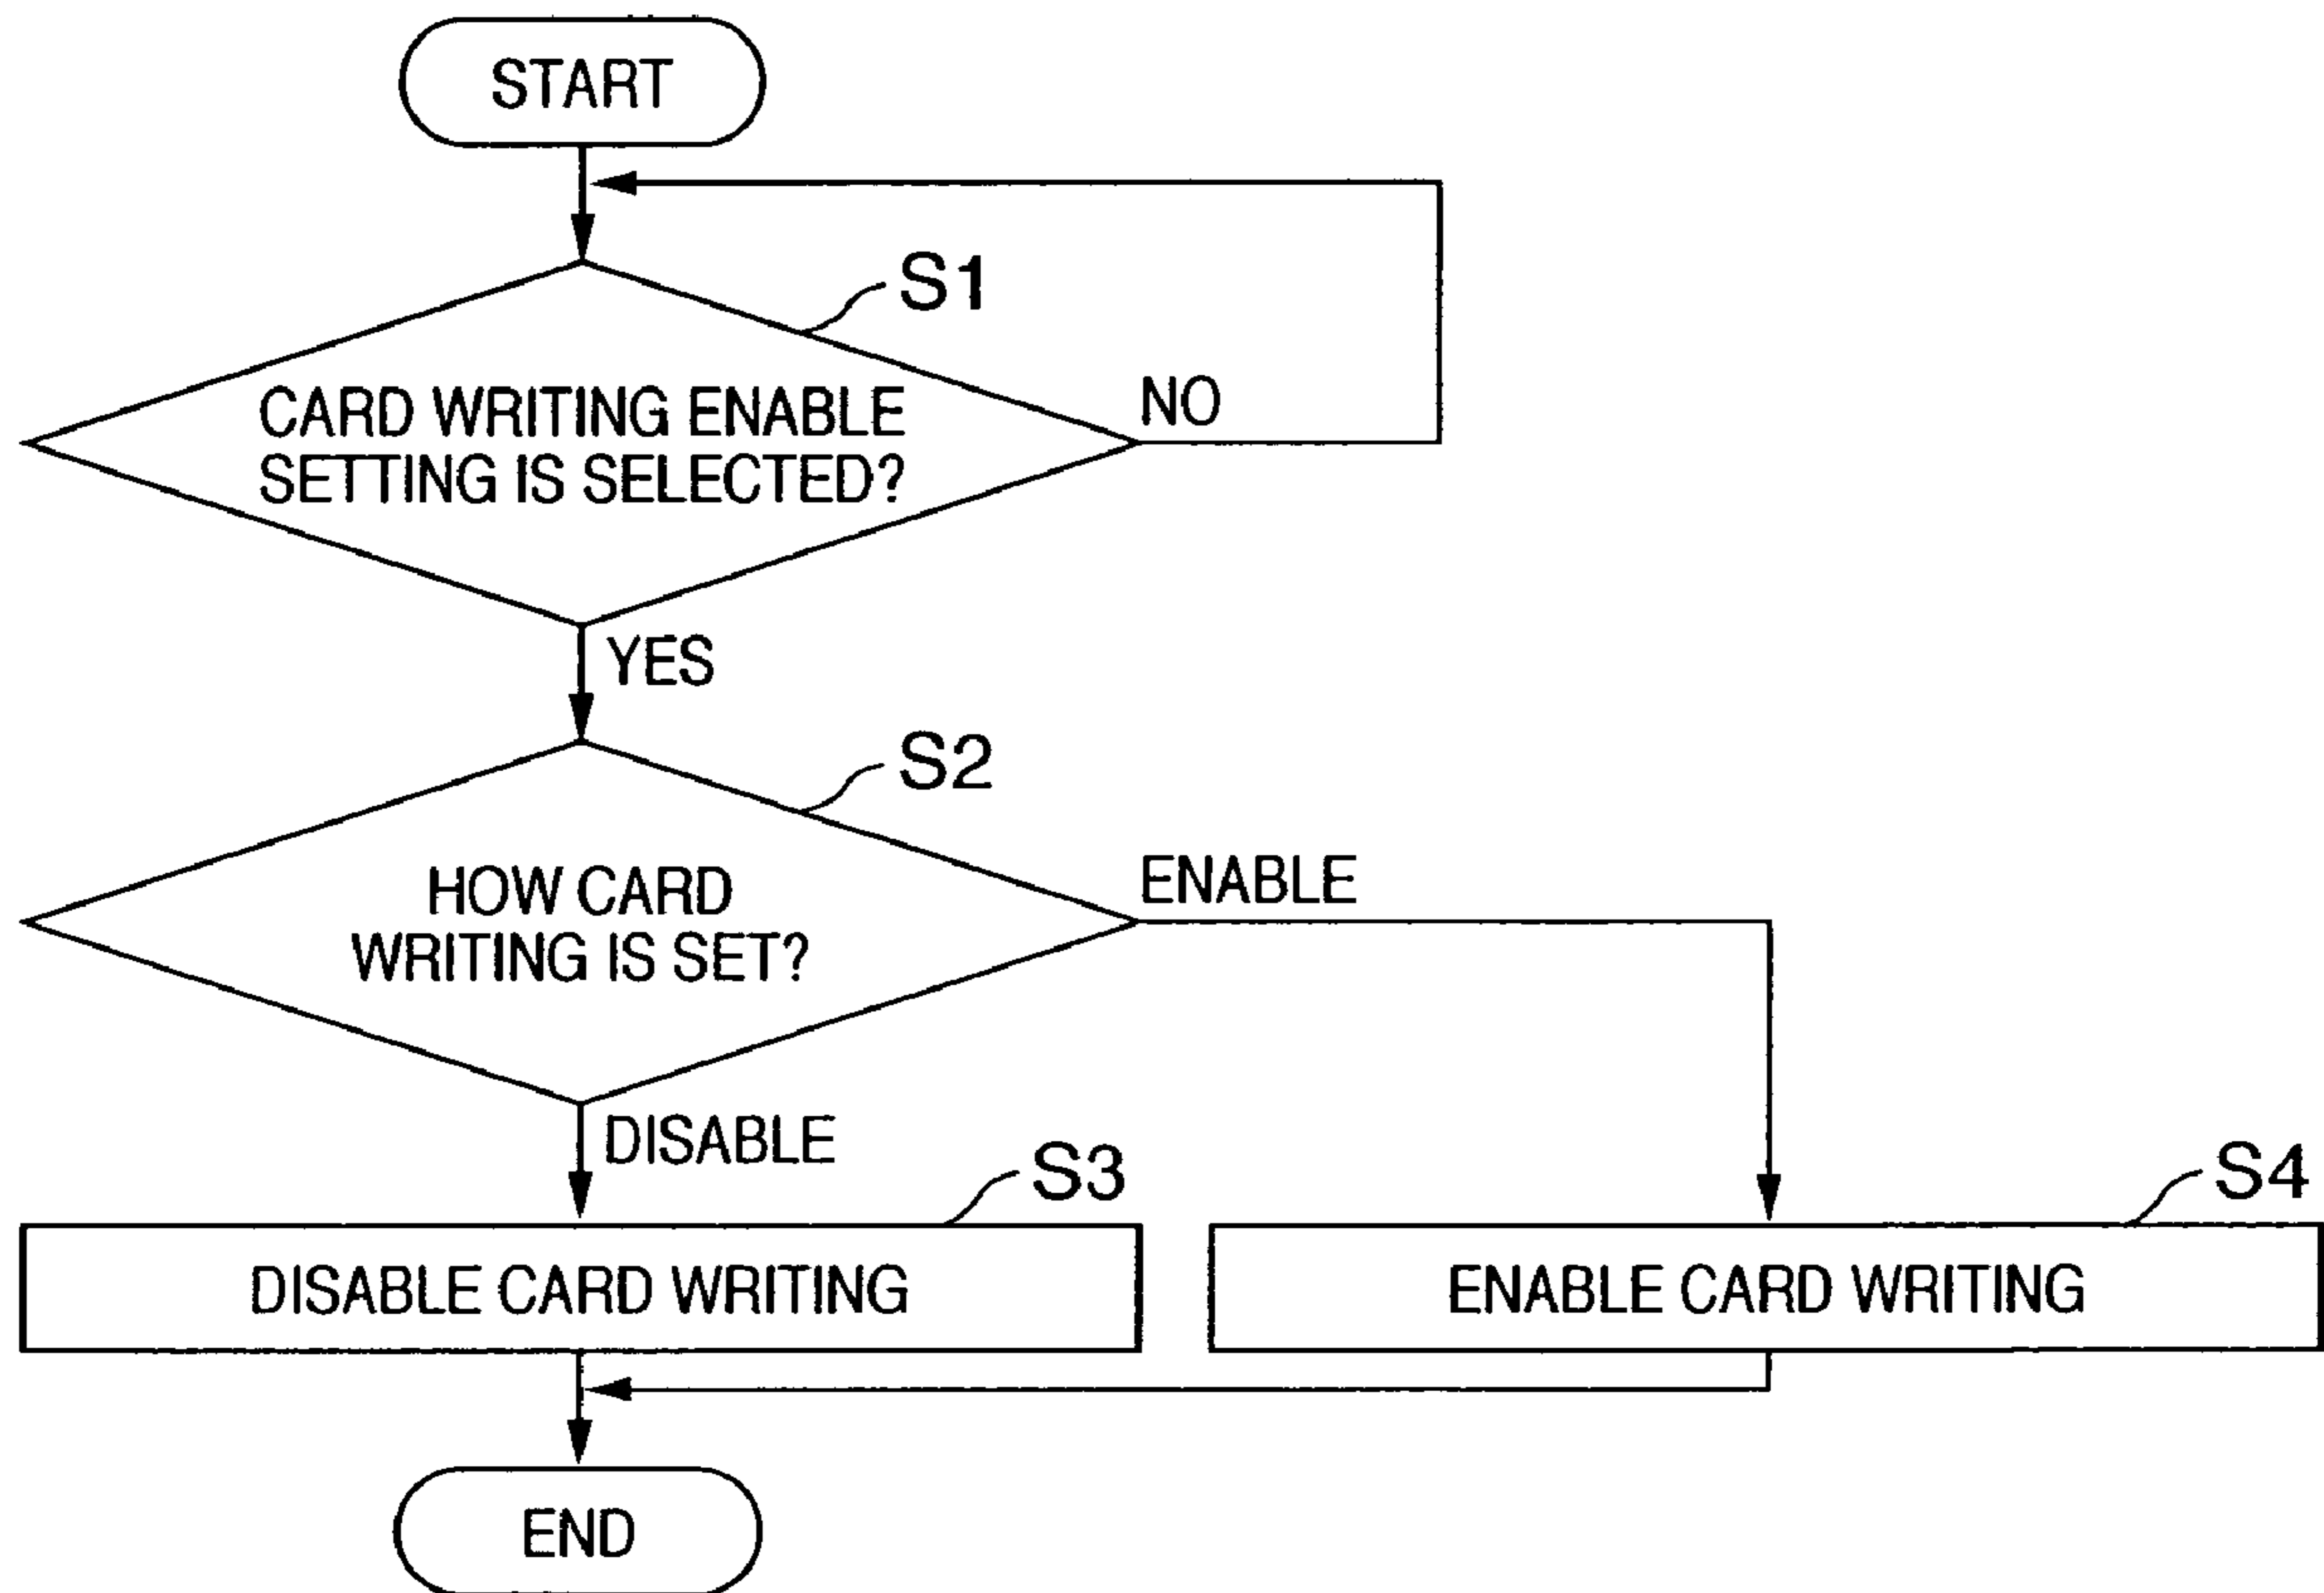 START
S1
CARD WRITING ENABLE
SETTING IS SELECTED?
NO
YES
S2
HOW CARD
WRITING IS SET?
ENABLE
DISABLE
S3
S4
DISABLE CARD WRITING
ENABLE CARD WRITING
END